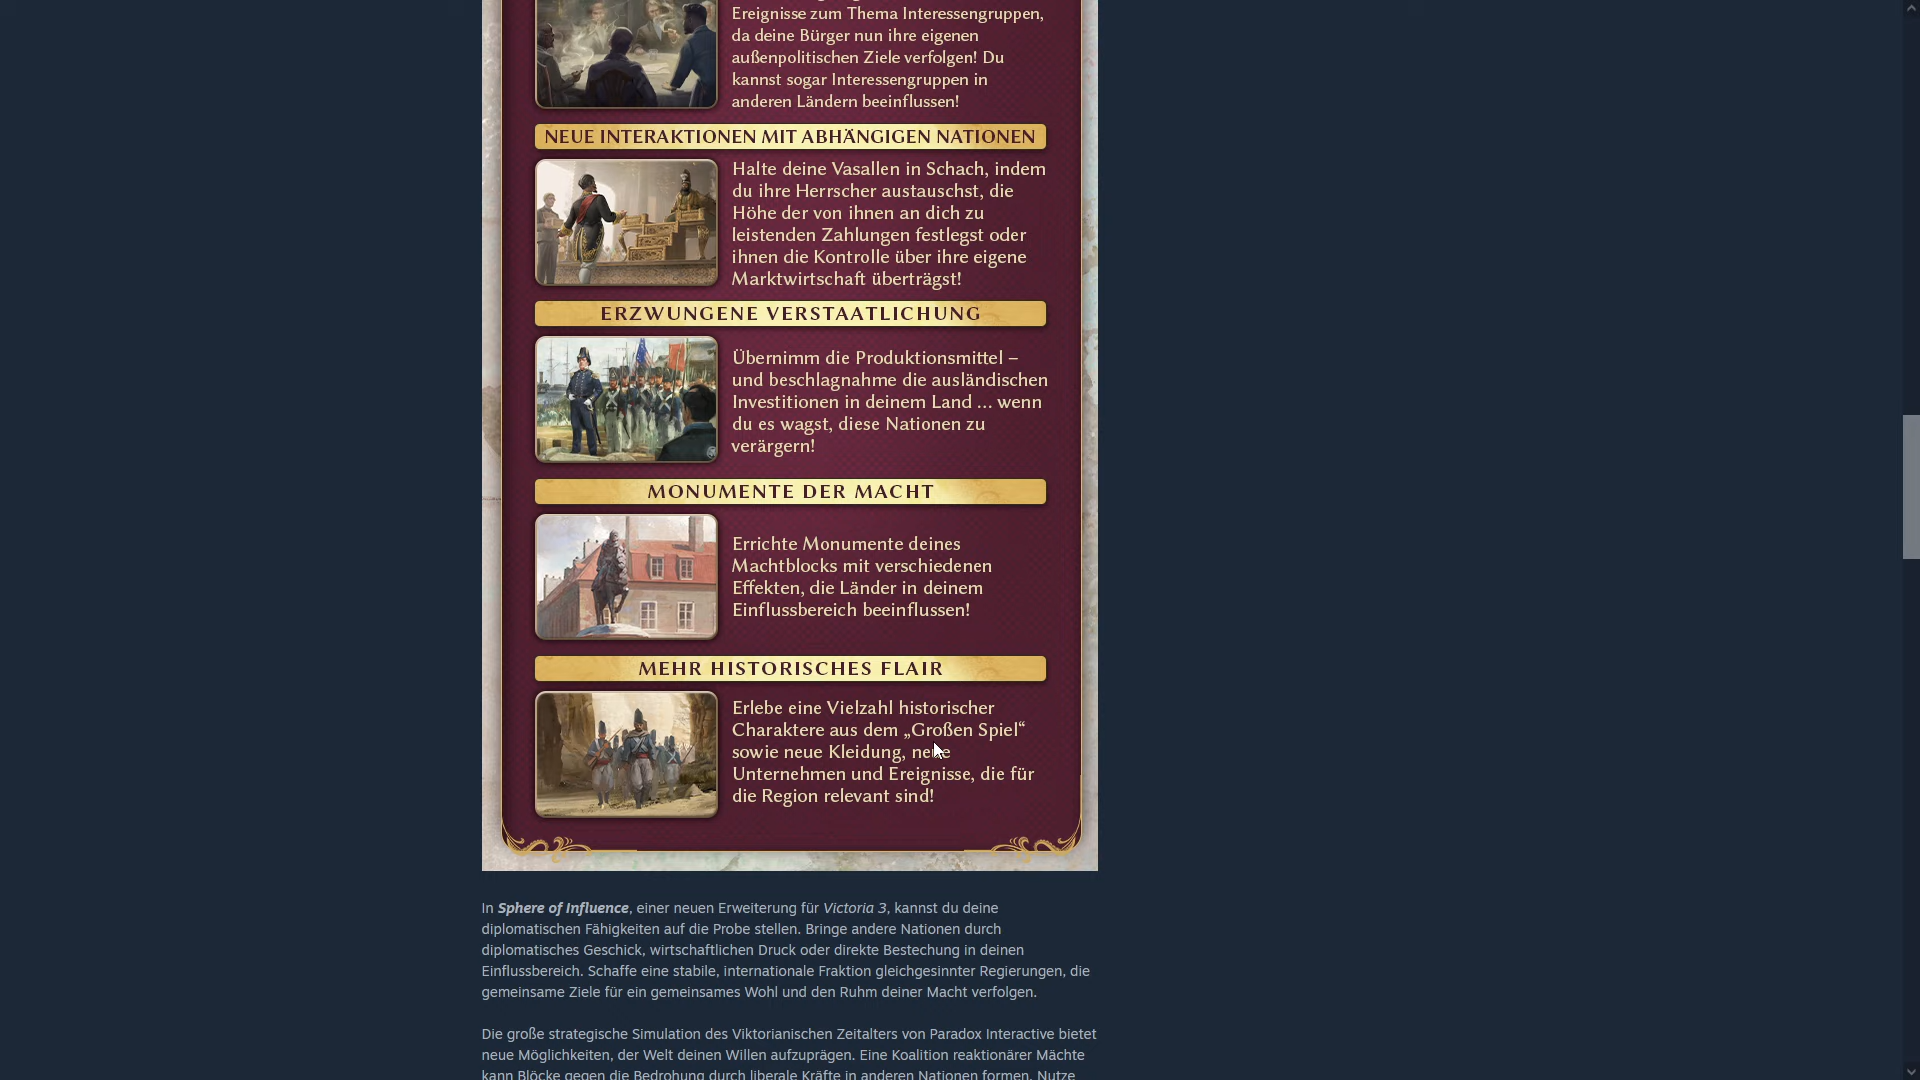 Ereignisse zum Thema Interessengruppen,
da deine Bürger nun ihre eigenen
außenpolitischen Ziele verfolgen! Du
kannst sogar Interessengruppen in
anderen Ländern beeinflussen!
NEUE INTERAKTIONEN MIT ABHÄNGIGEN NATIONEN
Halte deine Vasallen in Schach, indem
du ihre Herrscher austauschst, die
Höhe der von ihnen an dich zu
leistenden Zahlungen festlegst oder
ihnen die Kontrolle über ihre eigene
Marktwirtschaft überträgst!
ERZWUNGENE VERSTAATLICHUNG
Übernimm die Produktionsmittel –
und beschlagnahme die ausländischen
Investitionen in deinem Land … wenn
du es wagst, diese Nationen zu
verärgern!
MONUMENTE DER MACHT
Errichte Monumente deines
Machtblocks mit verschiedenen
Effekten, die Länder in deinem
Einflussbereich beeinflussen!
MEHR HISTORISCHES FLAIR
Erlebe eine Vielzahl historischer
Charaktere aus dem „Großen Spiel“
sowie neue Kleidung, neue
Unternehmen und Ereignisse, die für
die Region relevant sind!
In Sphere of Influence, einer neuen Erweiterung für Victoria 3, kannst du deine
diplomatischen Fähigkeiten auf die Probe stellen. Bringe andere Nationen durch
diplomatisches Geschick, wirtschaftlichen Druck oder direkte Bestechung in deinen
Einflussbereich. Schaffe eine stabile, internationale Fraktion gleichgesinnter Regierungen, die
gemeinsame Ziele für ein gemeinsames Wohl und den Ruhm deiner Macht verfolgen.
Die große strategische Simulation des Viktorianischen Zeitalters von Paradox Interactive bietet
neue Möglichkeiten, der Welt deinen Willen aufzuprägen. Eine Koalition reaktionärer Mächte
kann Blöcke gegen die Bedrohung durch liberale Kräfte in anderen Nationen formen. Nutze